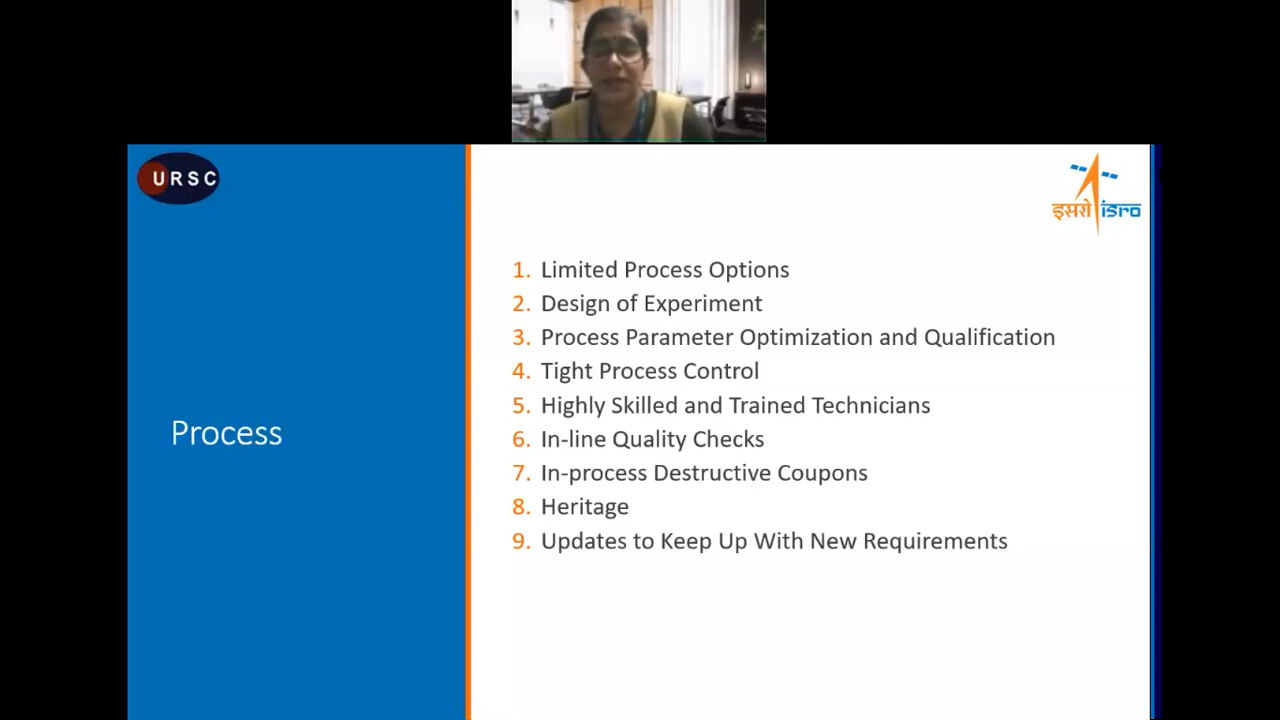 URSC
इसरो isro
Process
1. Limited Process Options
2. Design of Experiment
3. Process Parameter Optimization and Qualification
4. Tight Process Control
5. Highly Skilled and Trained Technicians
6. In-line Quality Checks
7. In-process Destructive Coupons
8. Heritage
9. Updates to Keep Up With New Requirements